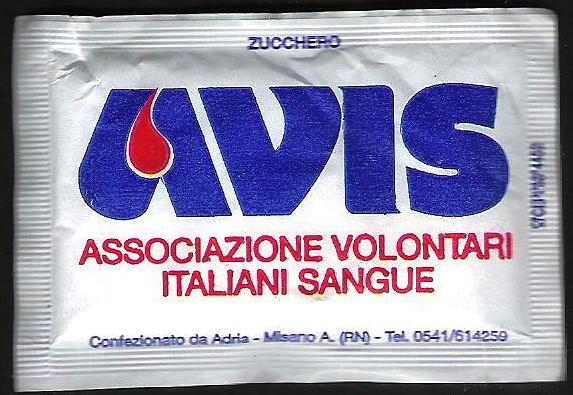 ZUCCHERO
AVIS
ASSOCIAZIONE VOLONTARI
ITALIANI SANGUE
Confezionato da Adria - Misano A. (RN) - Tel. 0541/614259